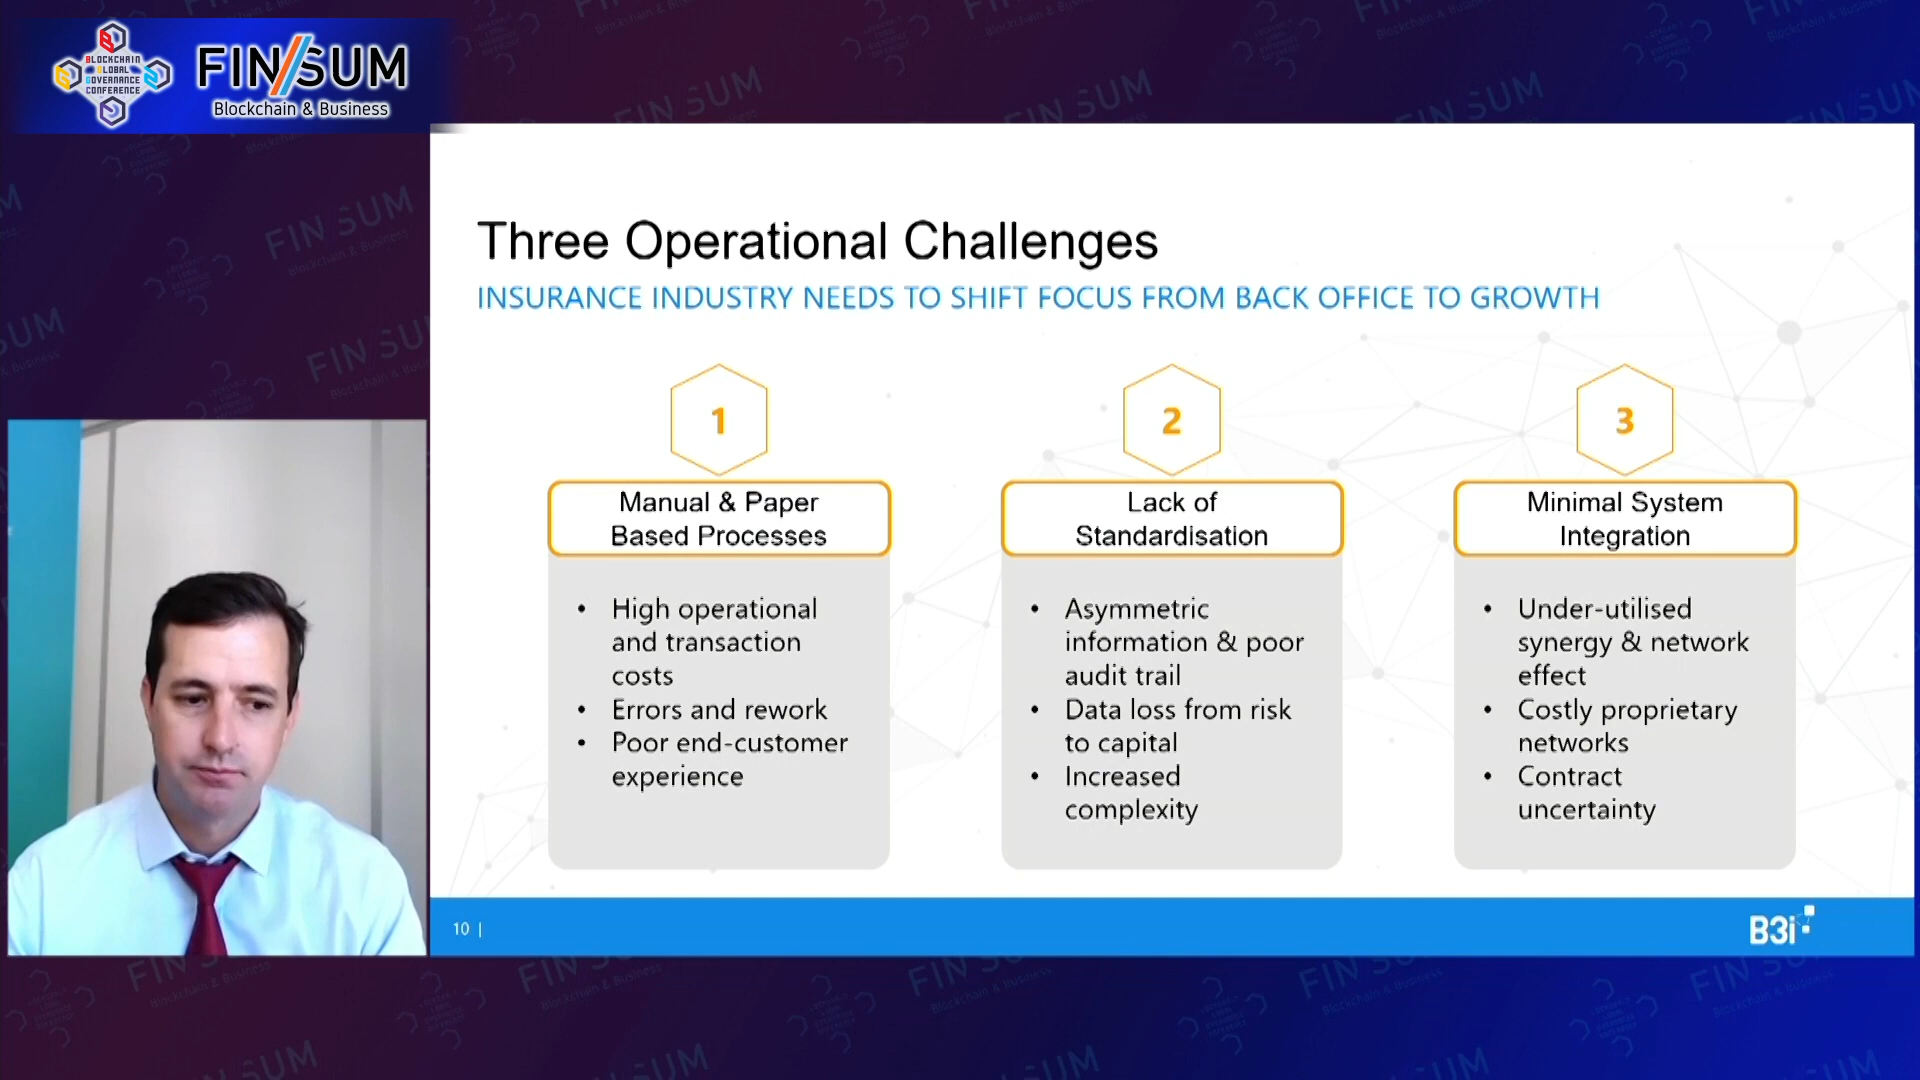 BLOCKCHAIN
GLOBAL
GOVERNANCE
CONFERENCE
FIN/SUM
Blockchain & Business
Three Operational Challenges
INSURANCE INDUSTRY NEEDS TO SHIFT FOCUS FROM BACK OFFICE TO GROWTH
1
Manual & Paper
Based Processes
• High operational
and transaction
costs
• Errors and rework
• Poor end-customer
experience
2
Lack of
Standardisation
• Asymmetric
information & poor
audit trail
• Data loss from risk
to capital
• Increased
complexity
3
Minimal System
Integration
• Under-utilised
synergy & network
effect
• Costly proprietary
networks
• Contract
uncertainty
10 |
B3i